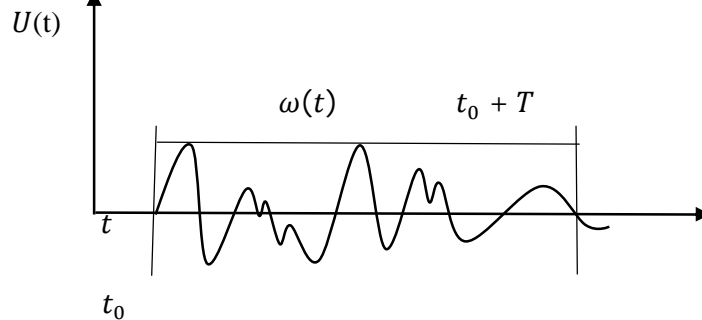 U(t)
ω(t)
t₀ + T
t
t₀